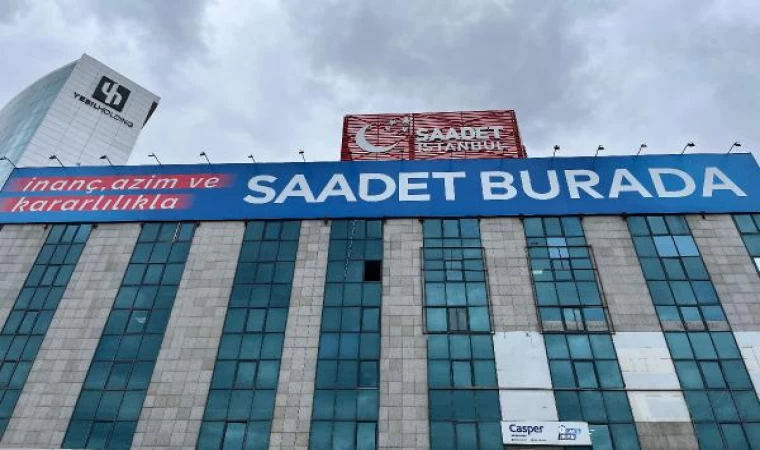 YEŞİLHOLDİNG
SAADET
İSTANBUL
inanç, azim ve
kararlılıkla
SAADET BURADA
Casper